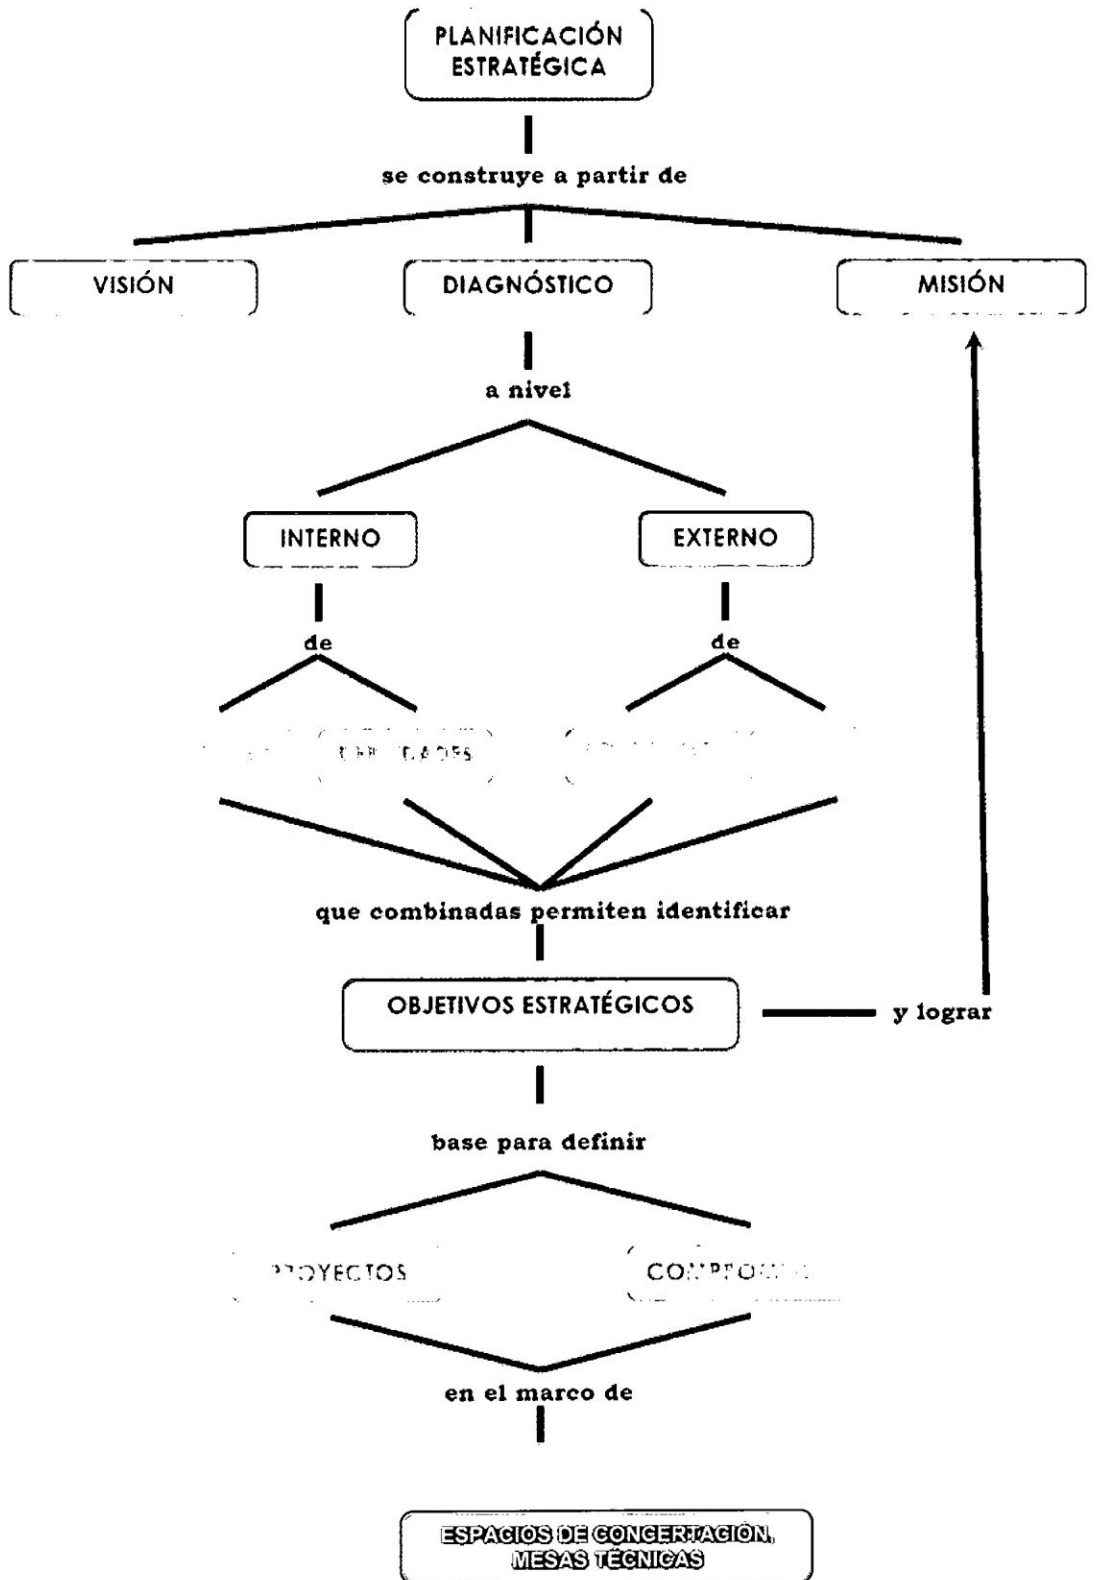 PLANIFICACIÓN
ESTRATÉGICA
se construye a partir de
VISIÓN
DIAGNÓSTICO
MISIÓN
a nivel
INTERNO
EXTERNO
de
de
que combinadas permiten identificar
OBJETIVOS ESTRATÉGICOS
y lograr
base para definir
PROYECTOS
en el marco de
ESPACIOS DE CONCERTACIÓN,
MESAS TÉCNICAS